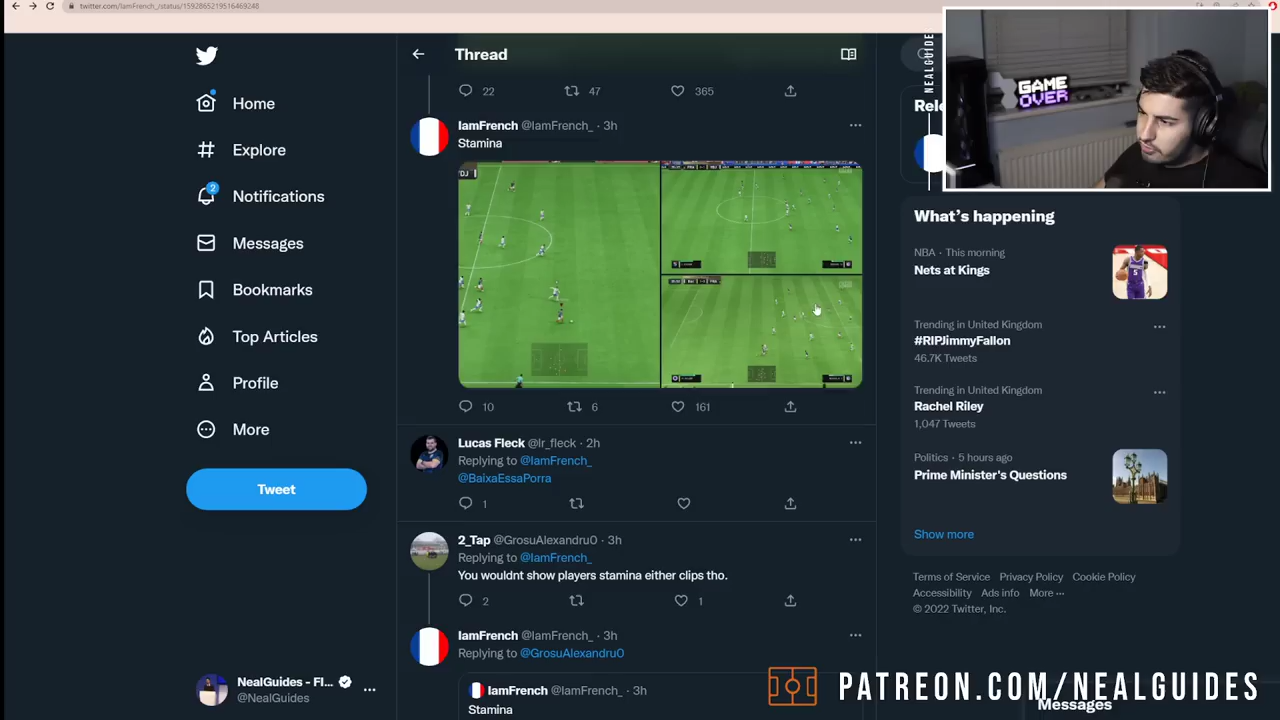 twitter.com/IamFrench_/status/1592865219516469248
Thread
Home
Explore
2
Notifications
Messages
Bookmarks
Top Articles
Profile
More
Tweet
NealGuides - FI...
@NealGuides
22 47 365
IamFrench @IamFrench_ · 3h
Stamina
10 6 161
Lucas Fleck @lr_fleck · 2h
Replying to @IamFrench_
@BaixaEssaPorra
1
2_Tap @GrosuAlexandru0 · 3h
Replying to @IamFrench_
You wouldnt show players stamina either clips tho.
2 1
IamFrench @IamFrench_ · 3h
Replying to @GrosuAlexandru0
IamFrench @IamFrench_ · 3h
Stamina
NEALGUIDE
GAME
OVER
Rele
What's happening
NBA · This morning
Nets at Kings
Trending in United Kingdom
#RIPJimmyFallon
46.7K Tweets
Trending in United Kingdom
Rachel Riley
1,047 Tweets
Politics · 5 hours ago
Prime Minister's Questions
Show more
Terms of Service Privacy Policy Cookie Policy
Accessibility Ads info More ···
© 2022 Twitter, Inc.
PATREON.COM/NEALGUIDES
Messages